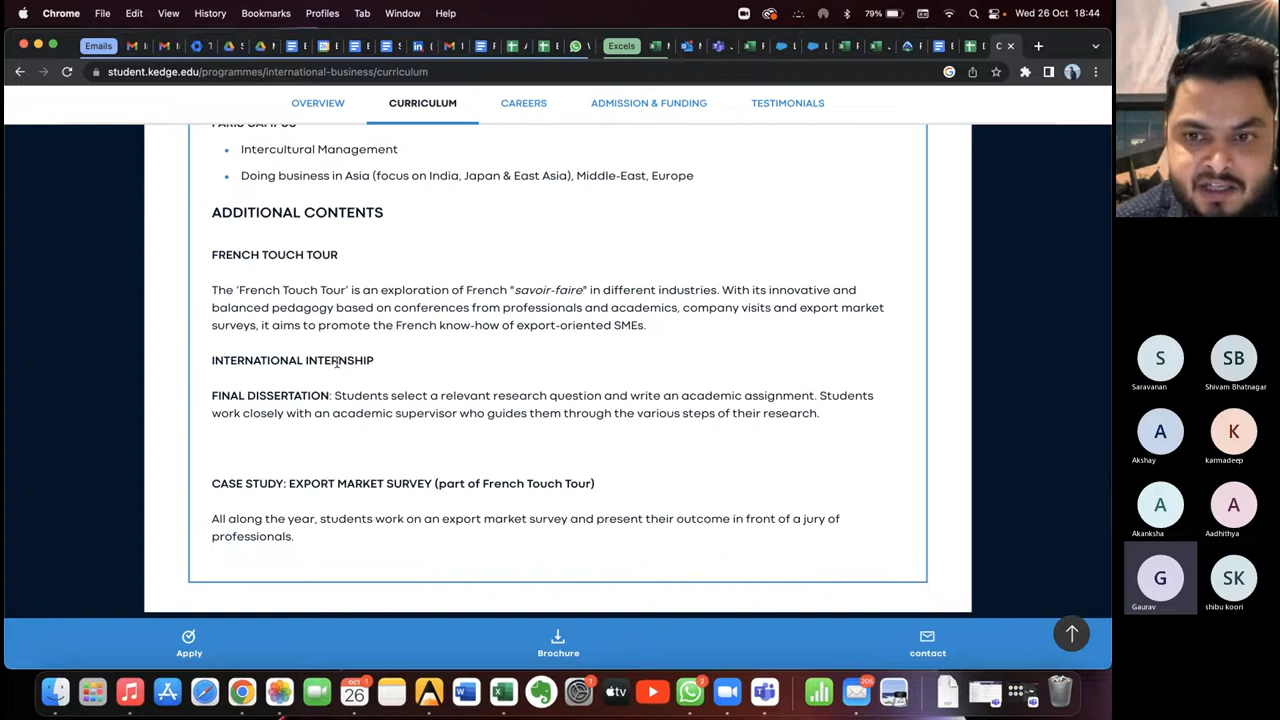 Chrome File Edit View History Bookmarks Profiles Tab Window Help 79% Wed 26 Oct 18:44
Emails Excels
student.kedge.edu/programmes/international-business/curriculum
OVERVIEW CURRICULUM CAREERS ADMISSION & FUNDING TESTIMONIALS
PARIS CAMPUS
• Intercultural Management
• Doing business in Asia (focus on India, Japan & East Asia), Middle-East, Europe
ADDITIONAL CONTENTS
FRENCH TOUCH TOUR
The 'French Touch Tour' is an exploration of French "savoir-faire" in different industries. With its innovative and
balanced pedagogy based on conferences from professionals and academics, company visits and export market
surveys, it aims to promote the French know-how of export-oriented SMEs.
INTERNATIONAL INTERNSHIP
FINAL DISSERTATION: Students select a relevant research question and write an academic assignment. Students
work closely with an academic supervisor who guides them through the various steps of their research.
CASE STUDY: EXPORT MARKET SURVEY (part of French Touch Tour)
All along the year, students work on an export market survey and present their outcome in front of a jury of
professionals.
Apply Brochure contact
S SB
Saravanan Shivam Bhatnagar
A K
Akshay karmadeep
A A
Akanksha Aadhithya
G SK
Gaurav shibu koori
OCT 26 1 tv 1 2 205